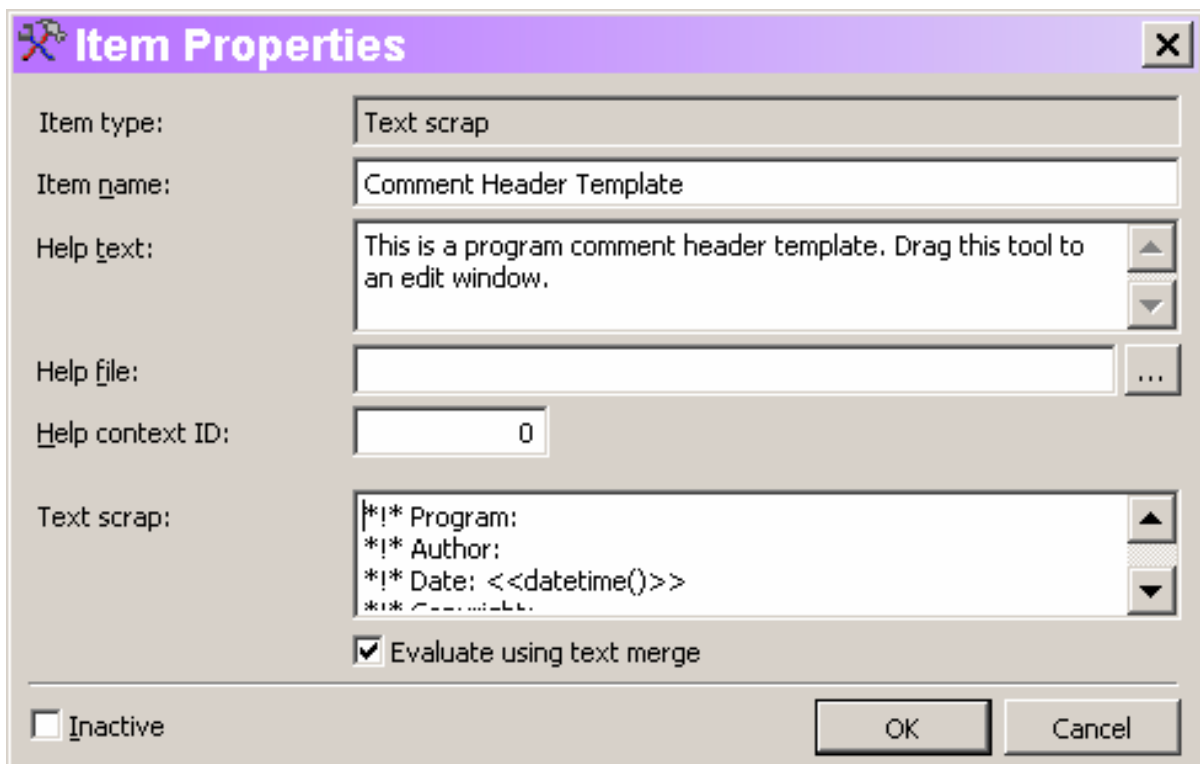 Item Properties
Item type: Text scrap
Item name: Comment Header Template
Help text: This is a program comment header template. Drag this tool to
an edit window.
Help file: ...
Help context ID: 0
Text scrap: *!* Program:
*!* Author:
*!* Date: <<datetime()>>
Evaluate using text merge
Inactive OK Cancel